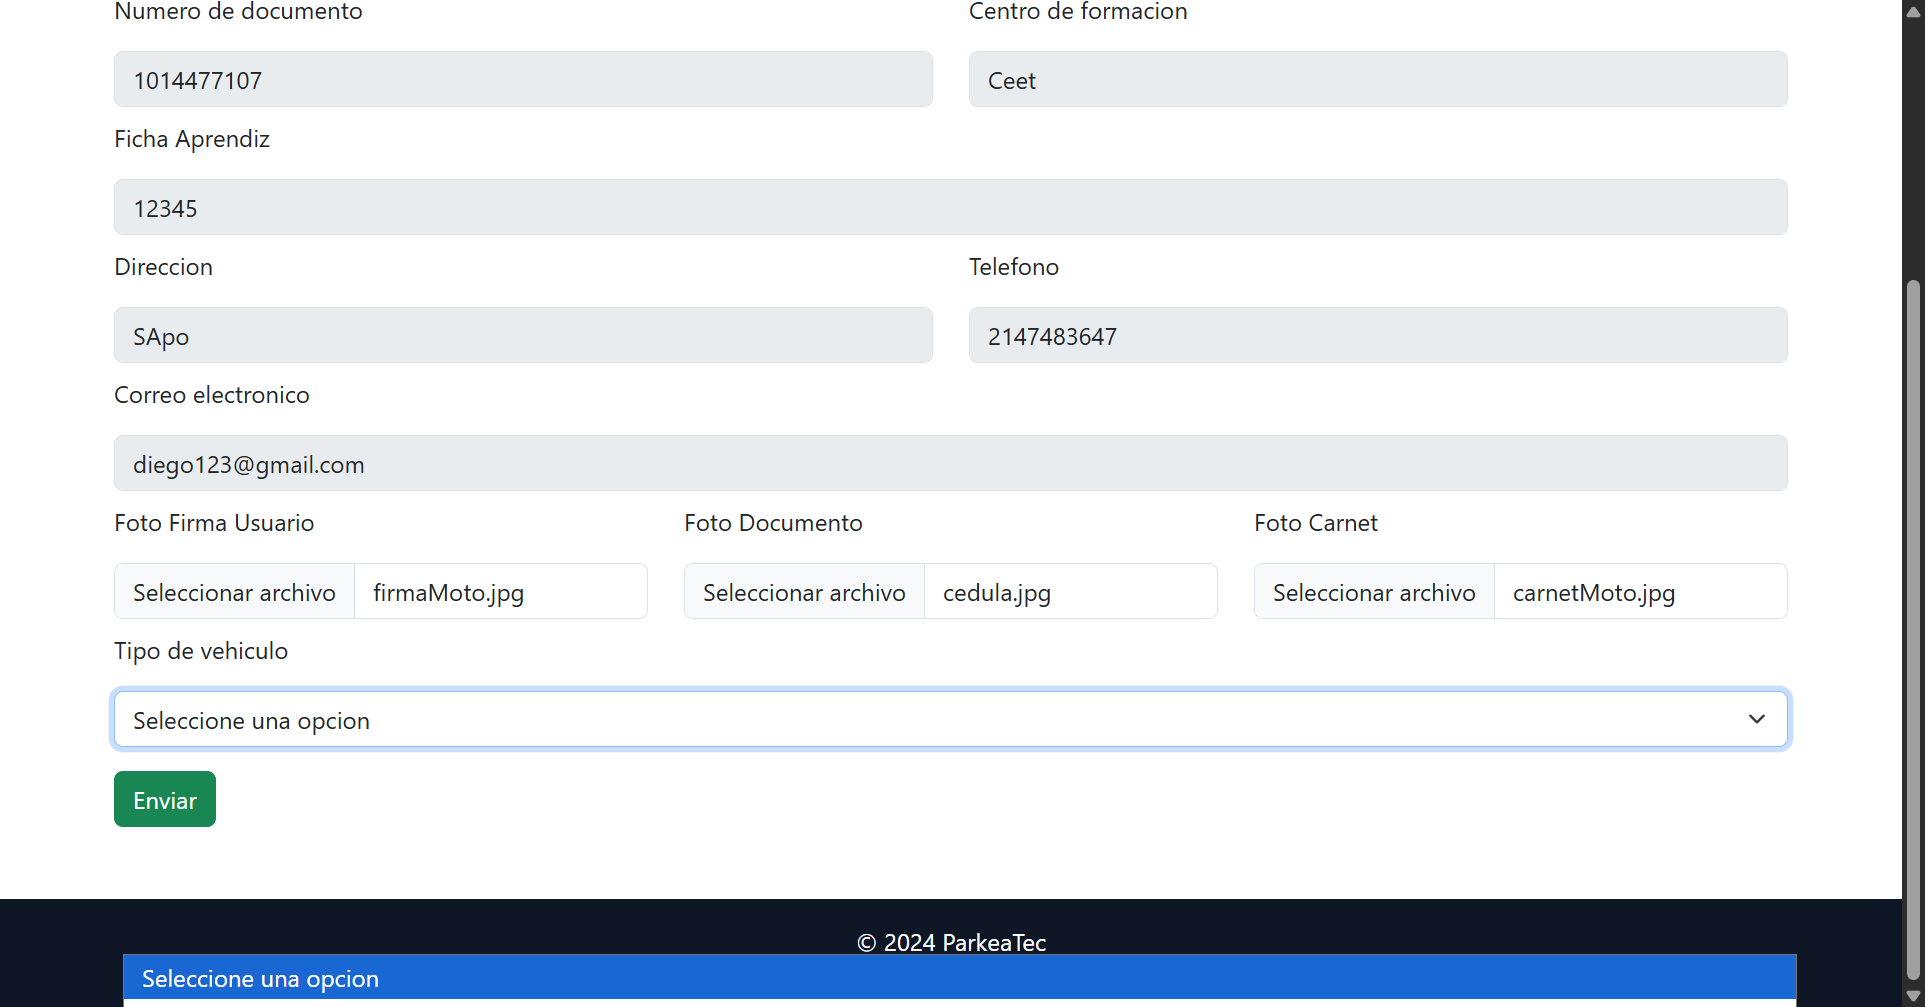 Numero de documento
Centro de formacion
1014477107
Ceet
Ficha Aprendiz
12345
Direccion
Telefono
SApo
2147483647
Correo electronico
diego123@gmail.com
Foto Firma Usuario
Foto Documento
Foto Carnet
Seleccionar archivo firmaMoto.jpg
Seleccionar archivo cedula.jpg
Seleccionar archivo carnetMoto.jpg
Tipo de vehiculo
Seleccione una opcion
Enviar
© 2024 ParkeaTec
Seleccione una opcion